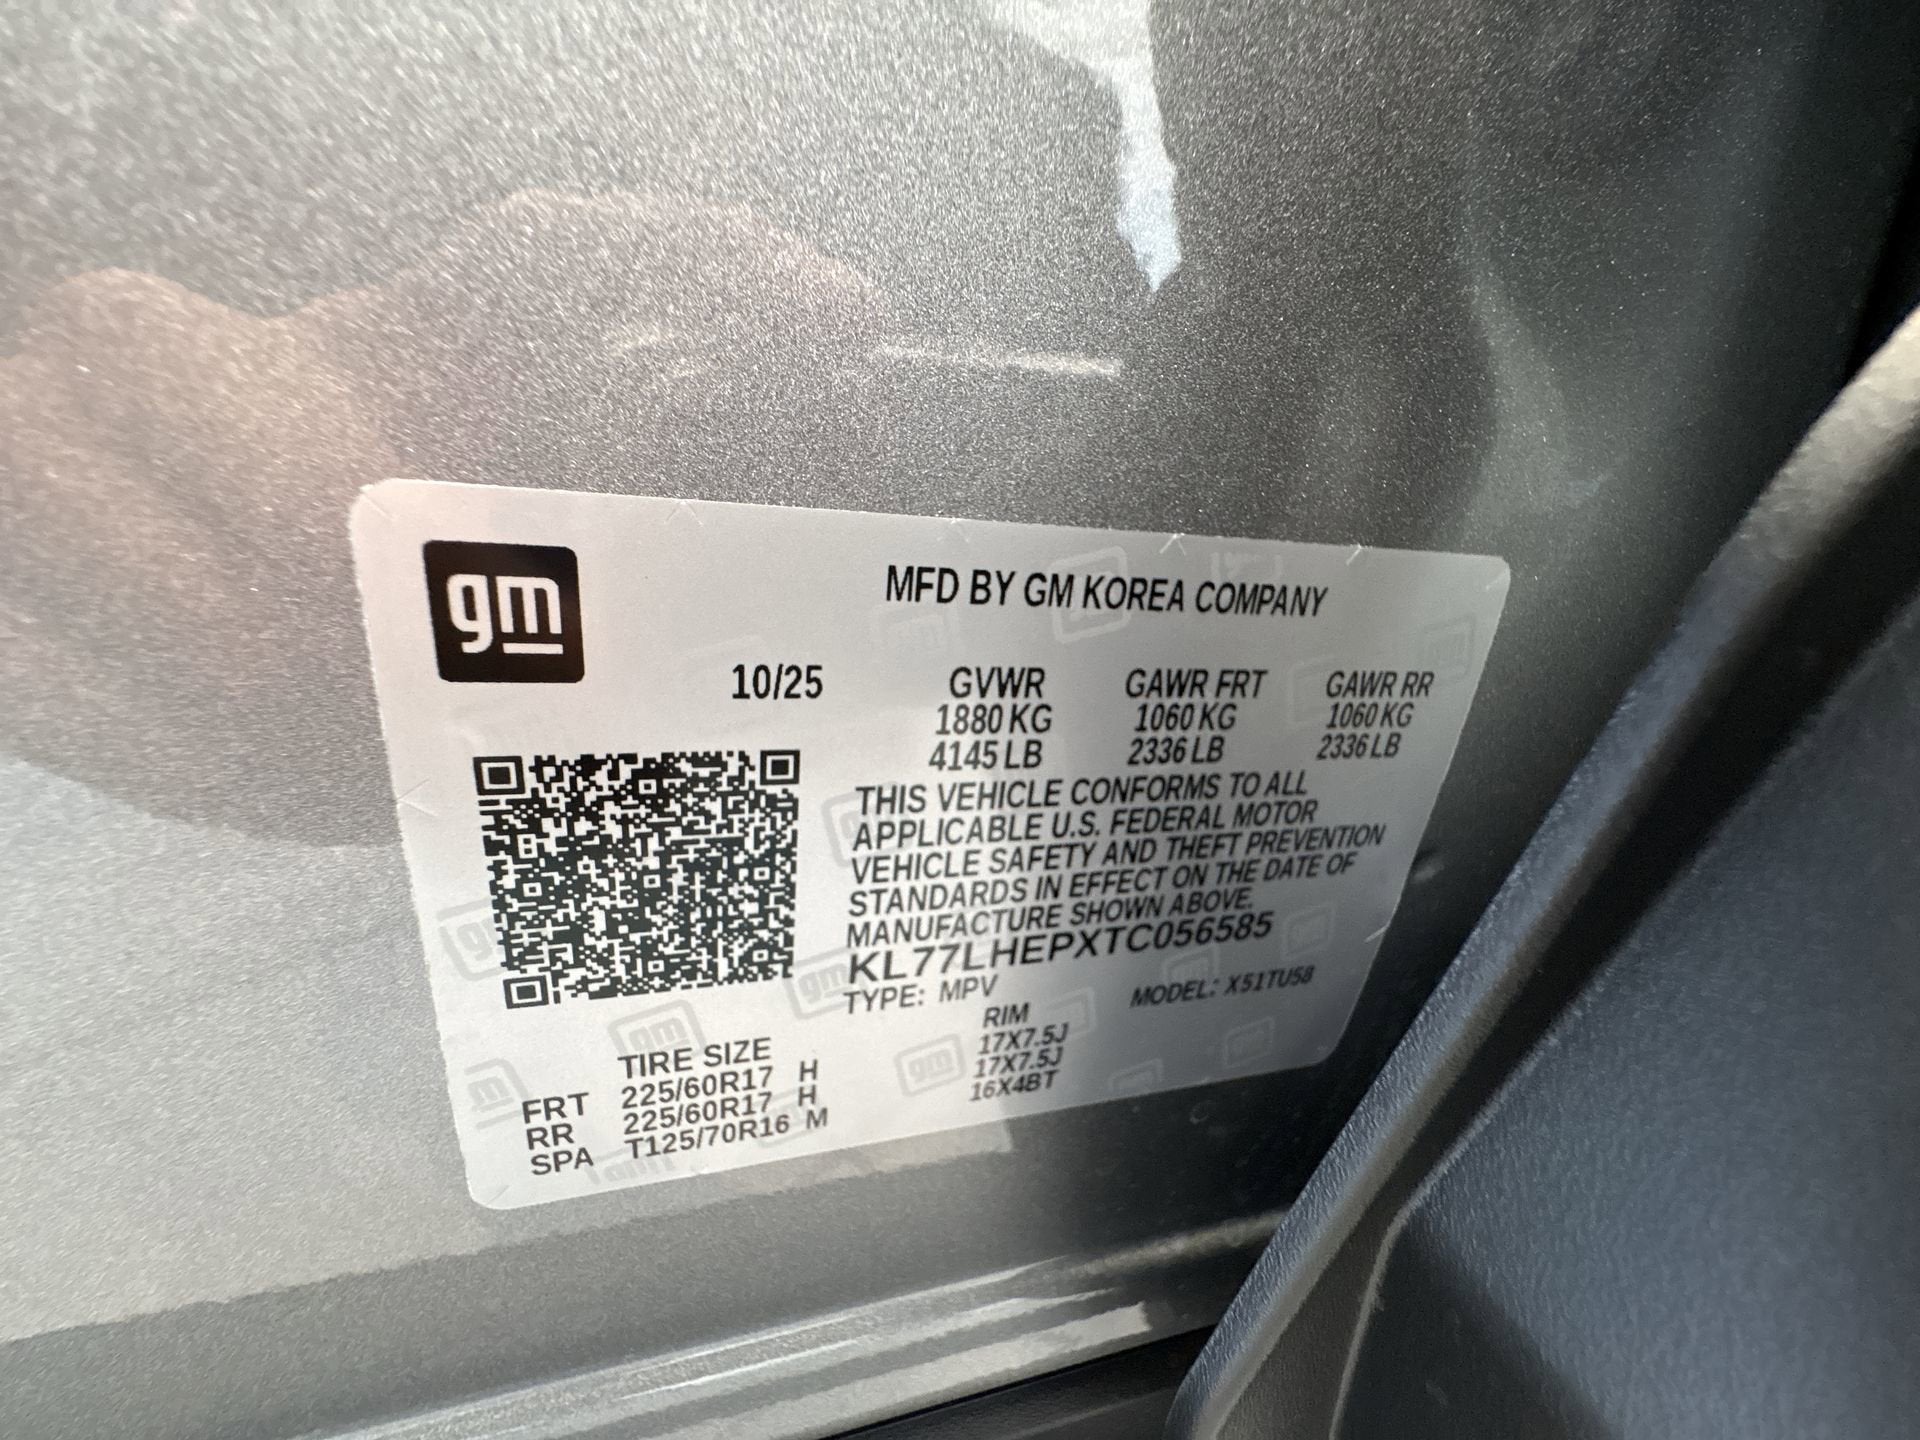 gm
MFD BY GM KOREA COMPANY
10/25 GVWR GAWR FRT GAWR RR
1880 KG 1060 KG 1060 KG
4145 LB 2336 LB 2336 LB
THIS VEHICLE CONFORMS TO ALL
APPLICABLE U.S. FEDERAL MOTOR
VEHICLE SAFETY AND THEFT PREVENTION
STANDARDS IN EFFECT ON THE DATE OF
MANUFACTURE SHOWN ABOVE.
KL77LHEPXTC056585
TYPE: MPV MODEL: X51TU58
TIRE SIZE RIM
FRT 225/60R17 H 17X7.5J
RR 225/60R17 H 17X7.5J
SPA T125/70R16 M 16X4BT